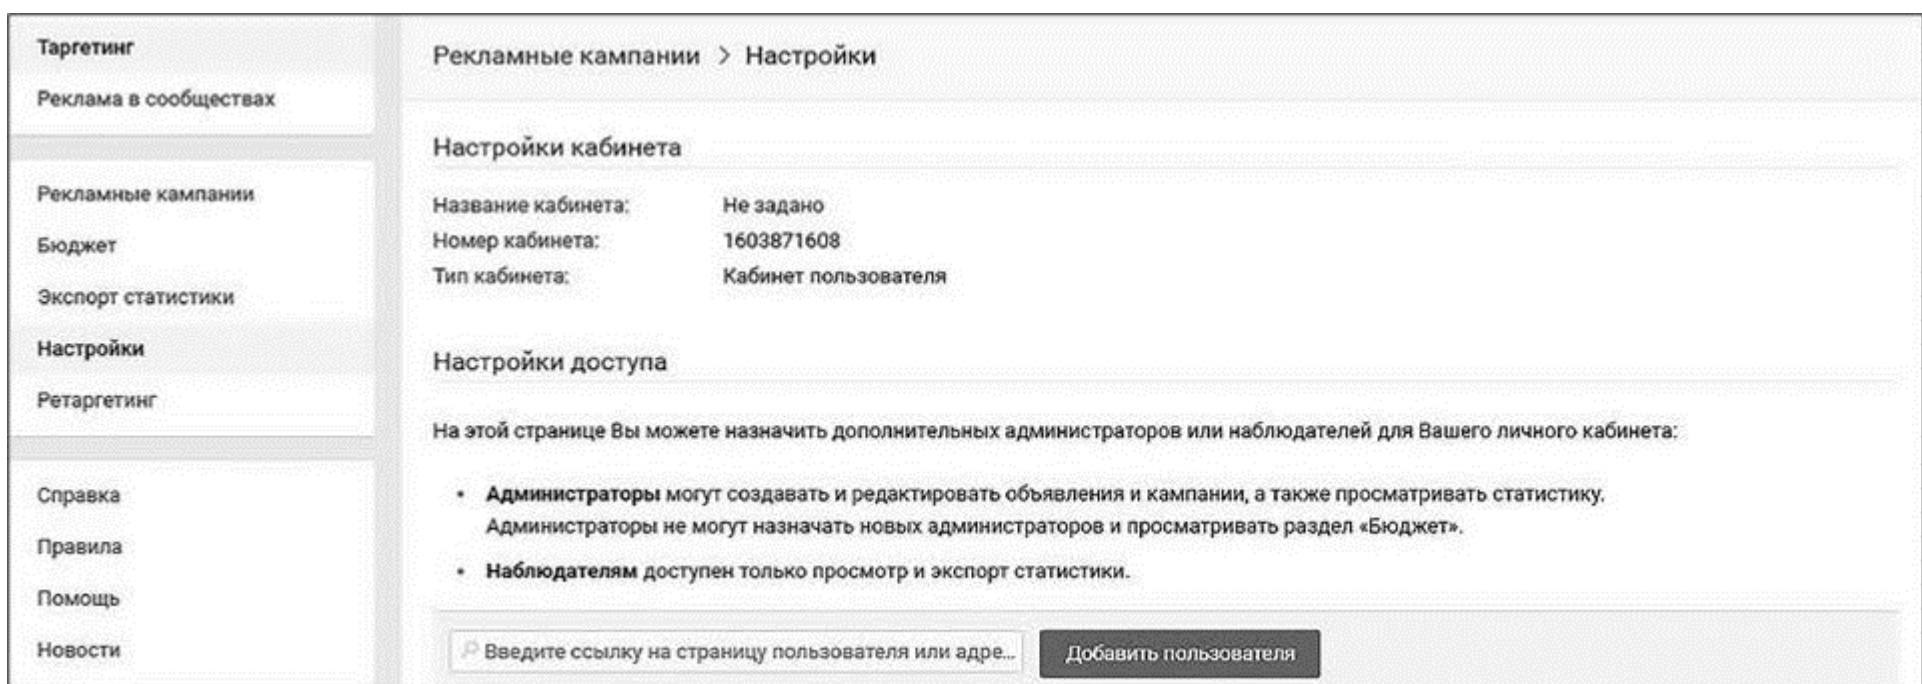 Таргетинг
Реклама в сообществах
Рекламные кампании
Бюджет
Экспорт статистики
Настройки
Ретаргетинг
Справка
Правила
Помощь
Новости
Рекламные кампании > Настройки
Настройки кабинета
Название кабинета: Не задано
Номер кабинета: 1603871608
Тип кабинета: Кабинет пользователя
Настройки доступа
На этой странице Вы можете назначить дополнительных администраторов или наблюдателей для Вашего личного кабинета:
• Администраторы могут создавать и редактировать объявления и кампании, а также просматривать статистику.
Администраторы не могут назначать новых администраторов и просматривать раздел «Бюджет».
• Наблюдателям доступен только просмотр и экспорт статистики.
Введите ссылку на страницу пользователя или адре... Добавить пользователя